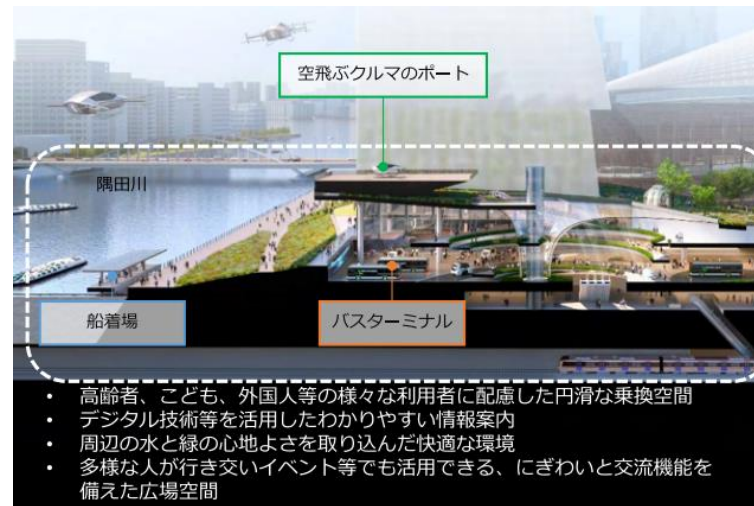 空飛ぶクルマのポート
隅田川
船着場
バスターミナル
• 高齢者、こども、外国人等の様々な利用者に配慮した円滑な乗換空間
• デジタル技術等を活用したわかりやすい情報案内
• 周辺の水と緑の心地よさを取り込んだ快適な環境
• 多様な人が行き交いイベント等でも活用できる、にぎわいと交流機能を
備えた広場空間